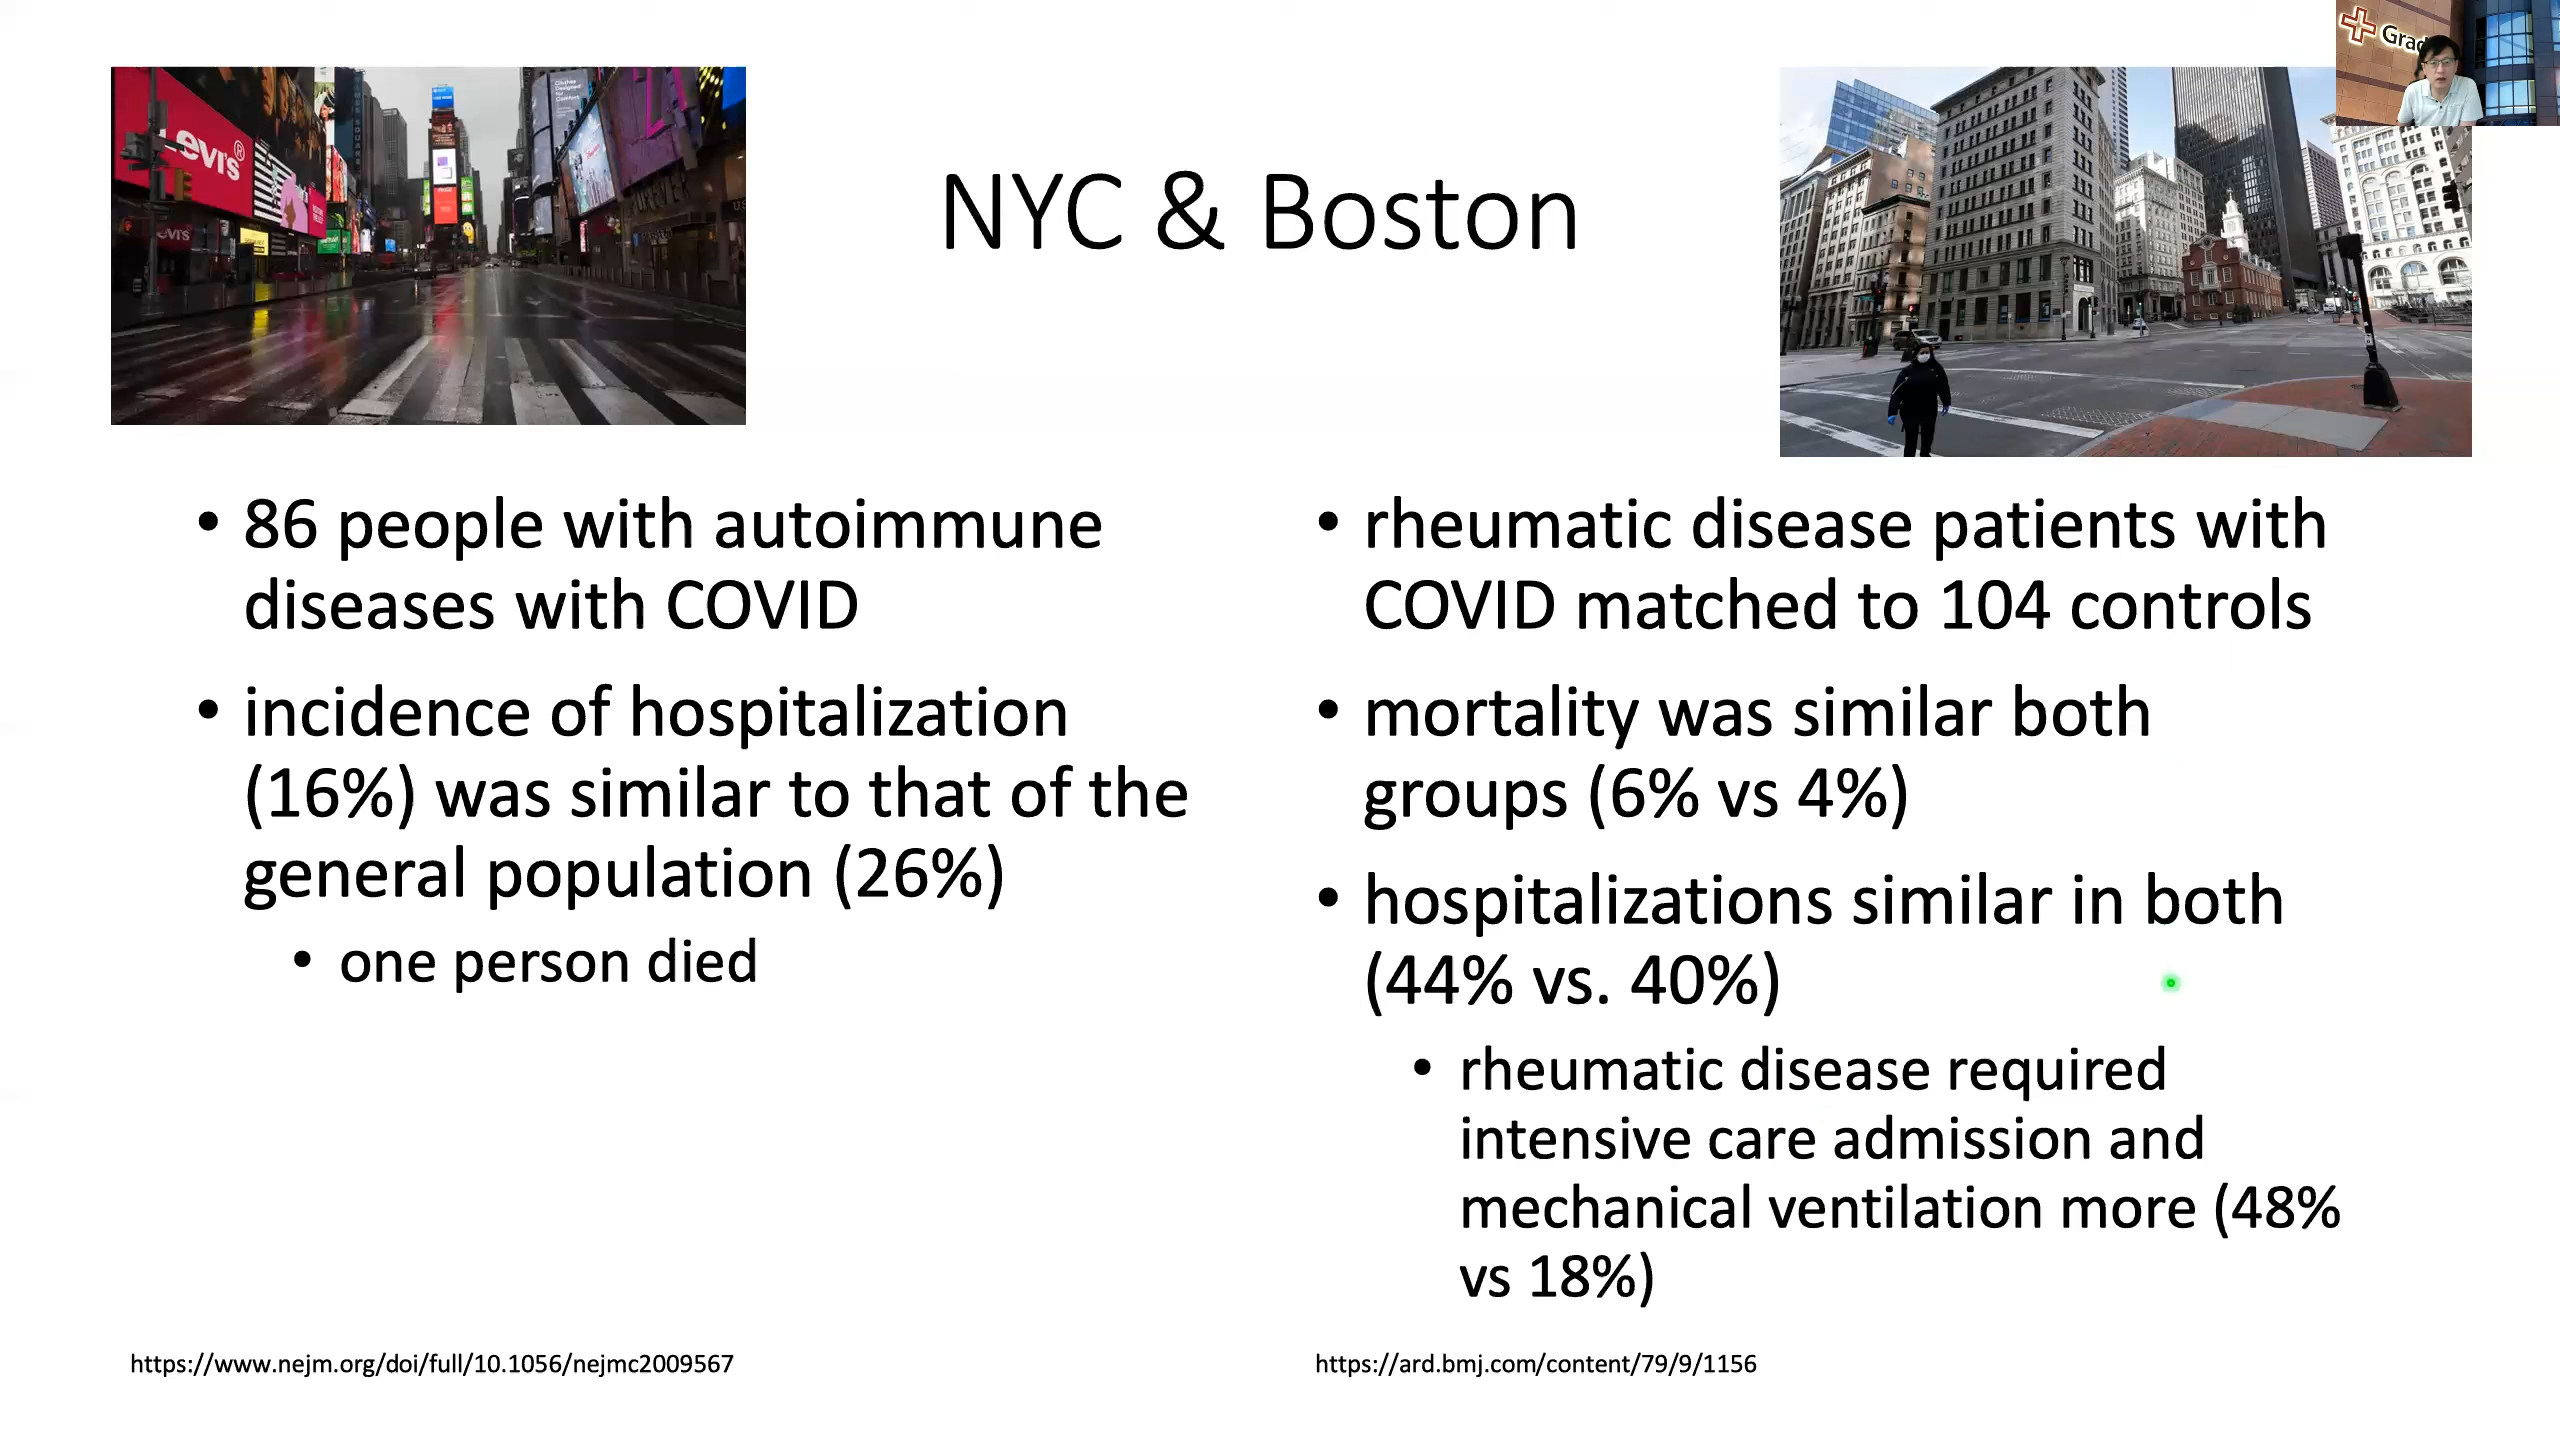 LEVI'S®
Grad
NYC & Boston
• 86 people with autoimmune
diseases with COVID
• incidence of hospitalization
(16%) was similar to that of the
general population (26%)
• one person died
https://www.nejm.org/doi/full/10.1056/nejmc2009567
• rheumatic disease patients with
COVID matched to 104 controls
• mortality was similar both
groups (6% vs 4%)
• hospitalizations similar in both
(44% vs. 40%)
• rheumatic disease required
intensive care admission and
mechanical ventilation more (48%
vs 18%)
https://ard.bmj.com/content/79/9/1156